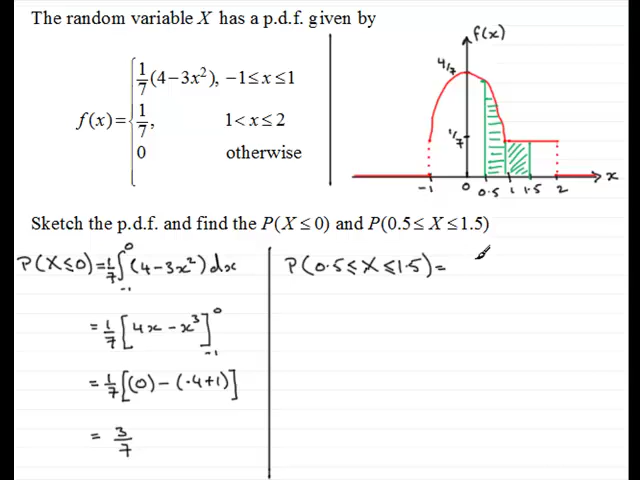 The random variable X has a p.d.f. given by
f(x)
4/7
1/7
-1 0 0.5 1 1.5 2 x
f(x) = { 1/7 (4 − 3x²), −1 ≤ x ≤ 1
1/7, 1 < x ≤ 2
0 otherwise
Sketch the p.d.f. and find the P(X ≤ 0) and P(0.5 ≤ X ≤ 1.5)
P(X ≤ 0) = 1/7 ∫₋₁⁰ (4 − 3x²) dx
= 1/7 [4x − x³]₋₁⁰
= 1/7 [(0) − (-4+1)]
= 3/7
P(0.5 ≤ X ≤ 1.5) =